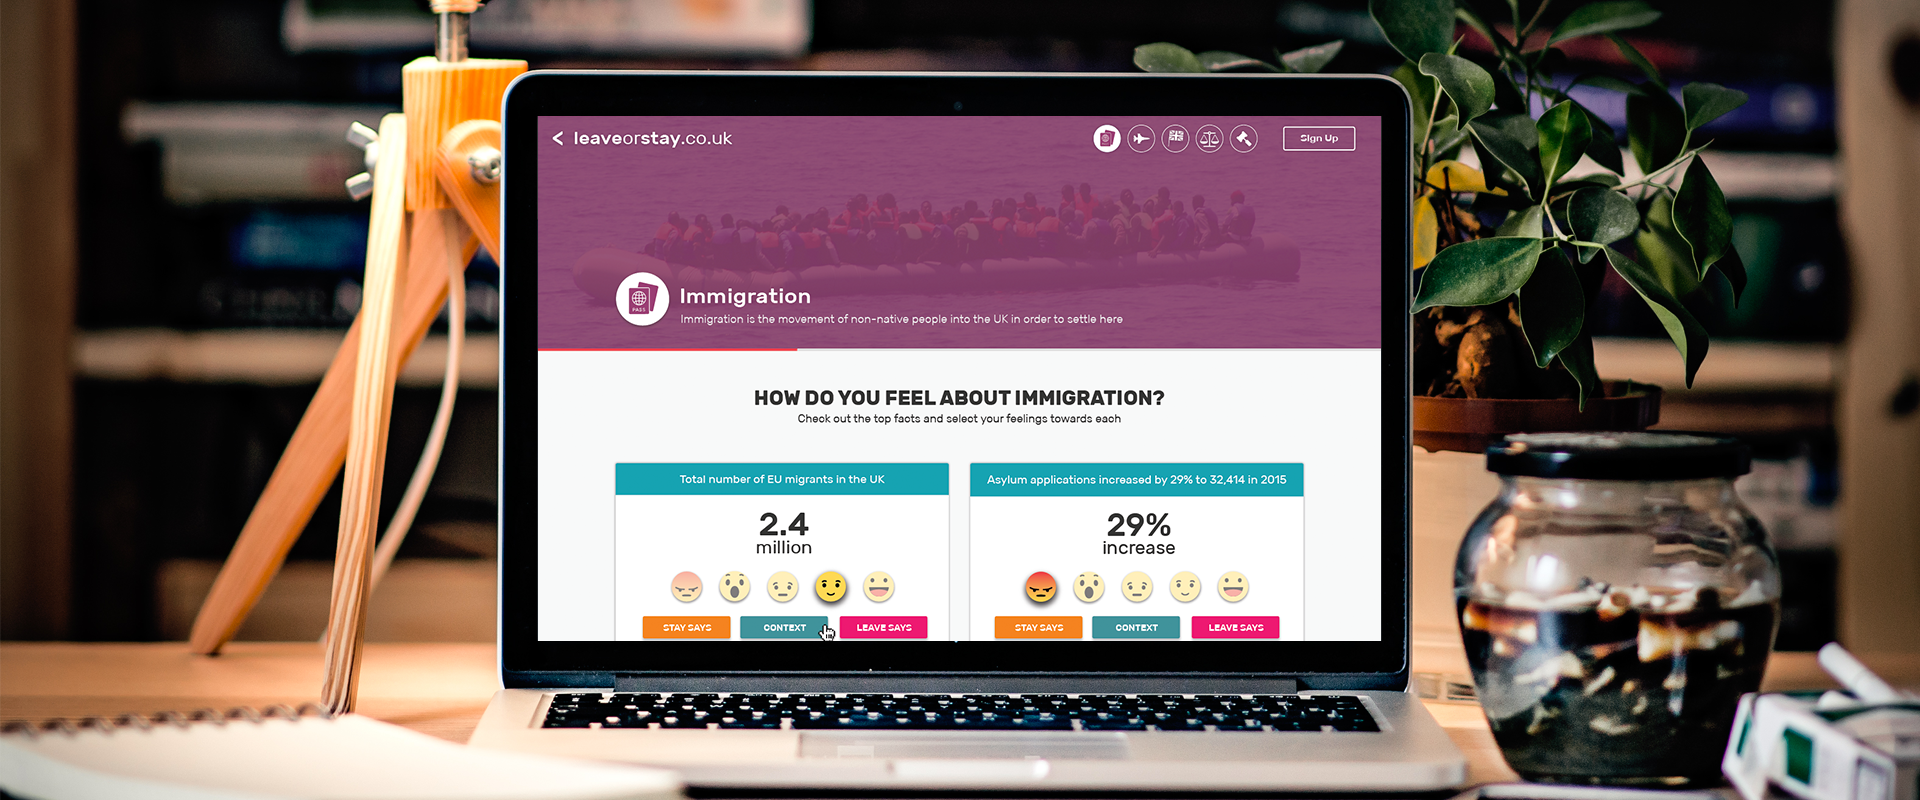 leaveorstay.co.uk
Sign Up
PASS
Immigration
Immigration is the movement of non-native people into the UK in order to settle here
HOW DO YOU FEEL ABOUT IMMIGRATION?
Check out the top facts and select your feelings towards each
Total number of EU migrants in the UK
2.4
million
STAY SAYS CONTEXT LEAVE SAYS
Asylum applications increased by 29% to 32,414 in 2015
29%
increase
STAY SAYS CONTEXT LEAVE SAYS